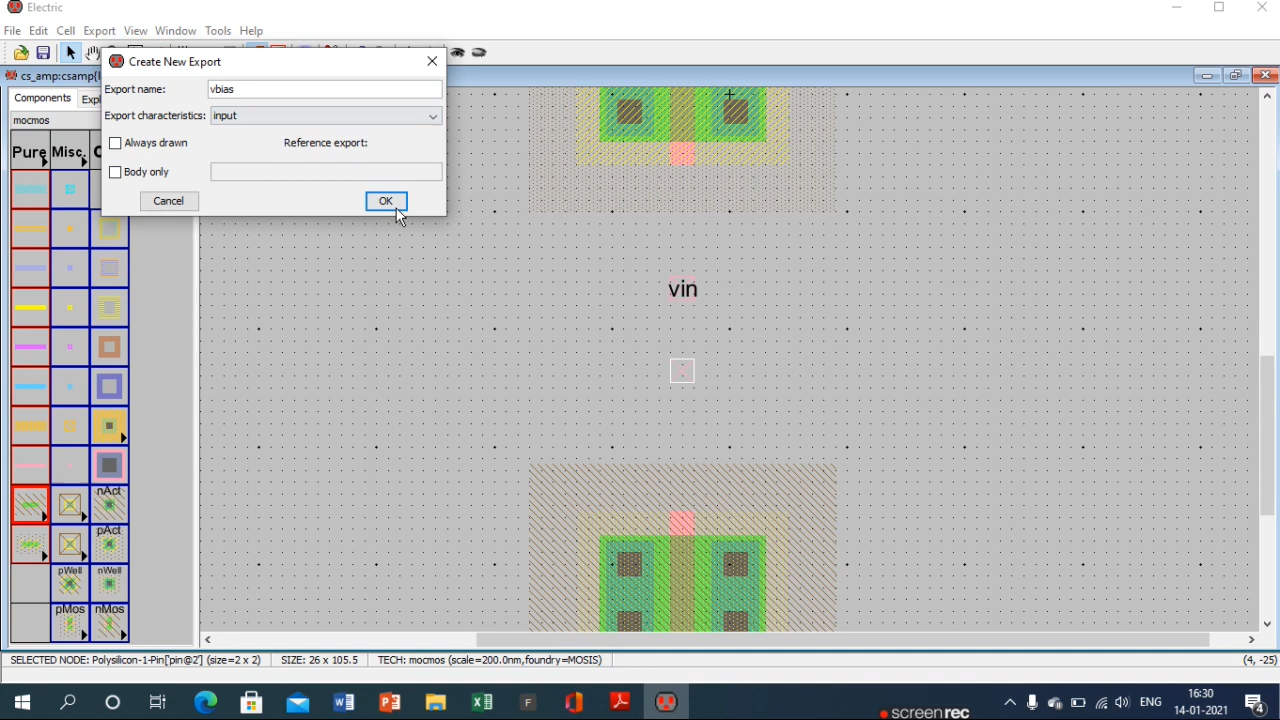 Electric
File Edit Cell Export View Window Tools Help
Create New Export
cs_amp:csamp{l
Export name: vbias
Components Expl
Export characteristics: input
mocmos
Always drawn Reference export:
Pure Misc. C
Body only
Cancel OK
vin
nAct
pAct
pWell nWell
pMos nMos
SELECTED NODE: Polysilicon-1-Pin['pin@2'] (size=2 x 2) SIZE: 26 x 105.5 TECH: mocmos (scale=200.0nm,foundry=MOSIS) (4, -25)
ENG 16:30
14-01-2021
4
screenrec